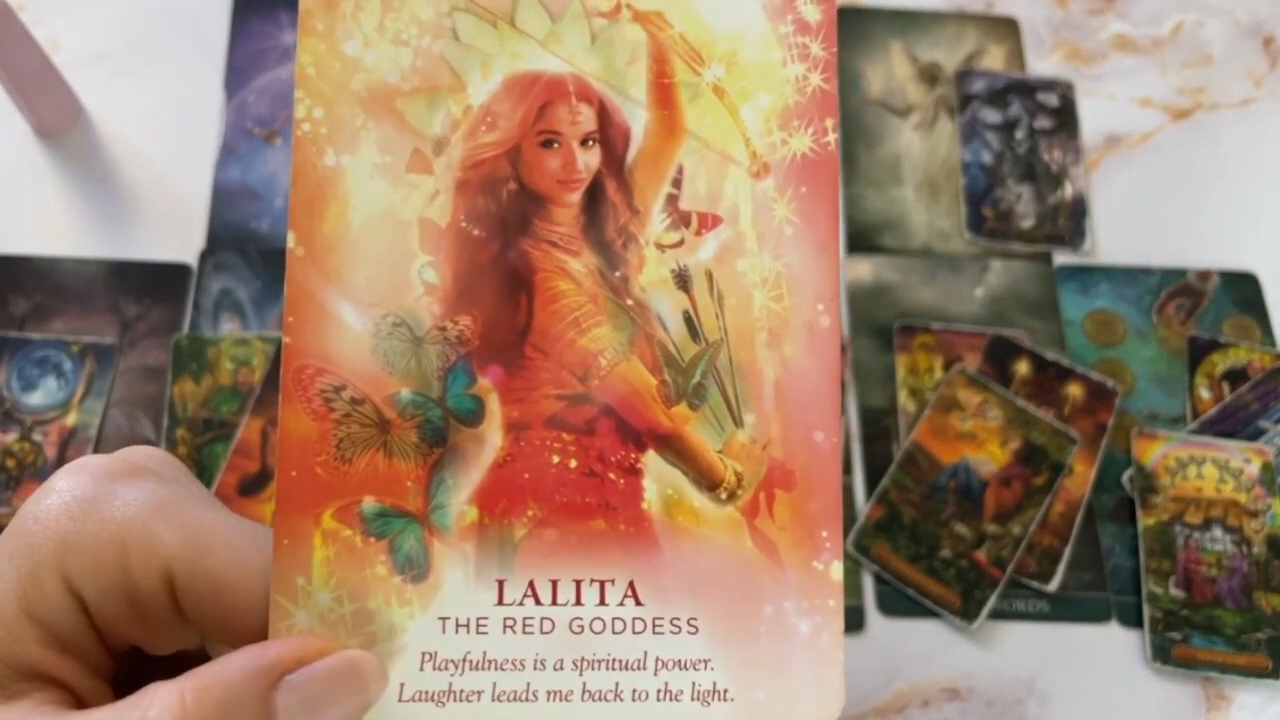 LALITA
THE RED GODDESS
Playfulness is a spiritual power.
Laughter leads me back to the light.